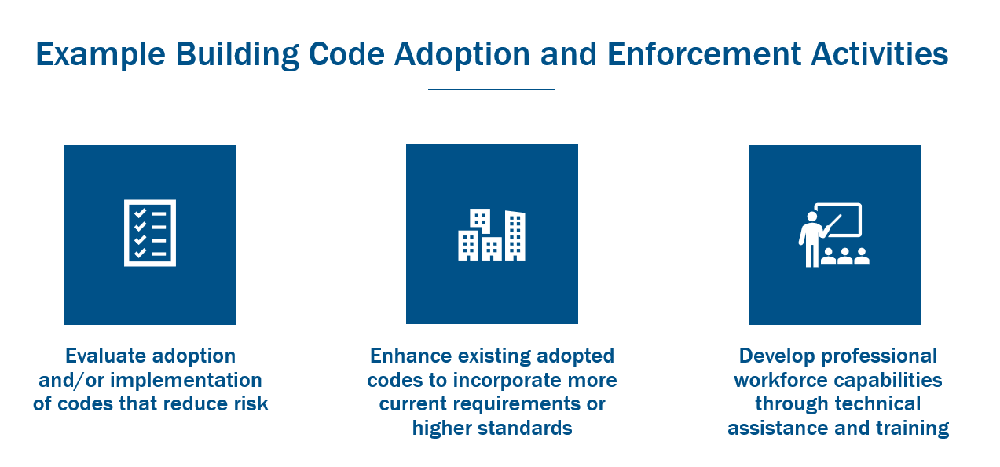 Example Building Code Adoption and Enforcement Activities
Evaluate adoption
and/or implementation
of codes that reduce risk
Enhance existing adopted
codes to incorporate more
current requirements or
higher standards
Develop professional
workforce capabilities
through technical
assistance and training